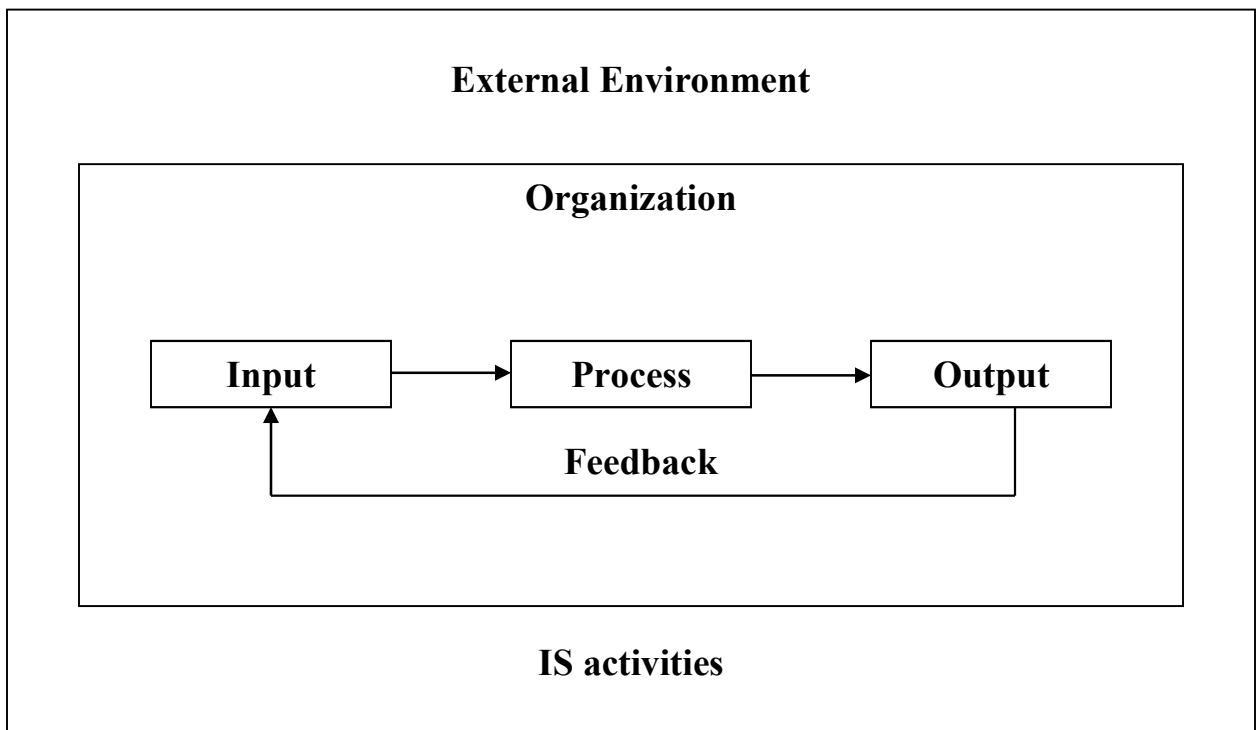 External Environment
Organization
Input
Process
Output
Feedback
IS activities